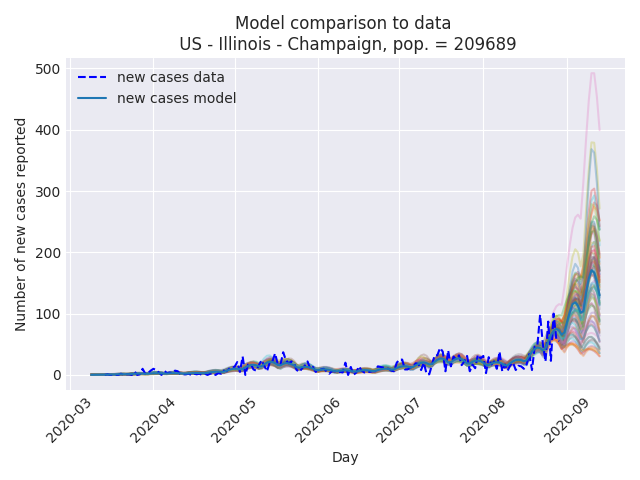 Model comparison to data
US - Illinois - Champaign, pop. = 209689
new cases data
new cases model
Number of new cases reported
500
400
300
200
100
0
2020-03
2020-04
2020-05
2020-06
2020-07
2020-08
2020-09
Day